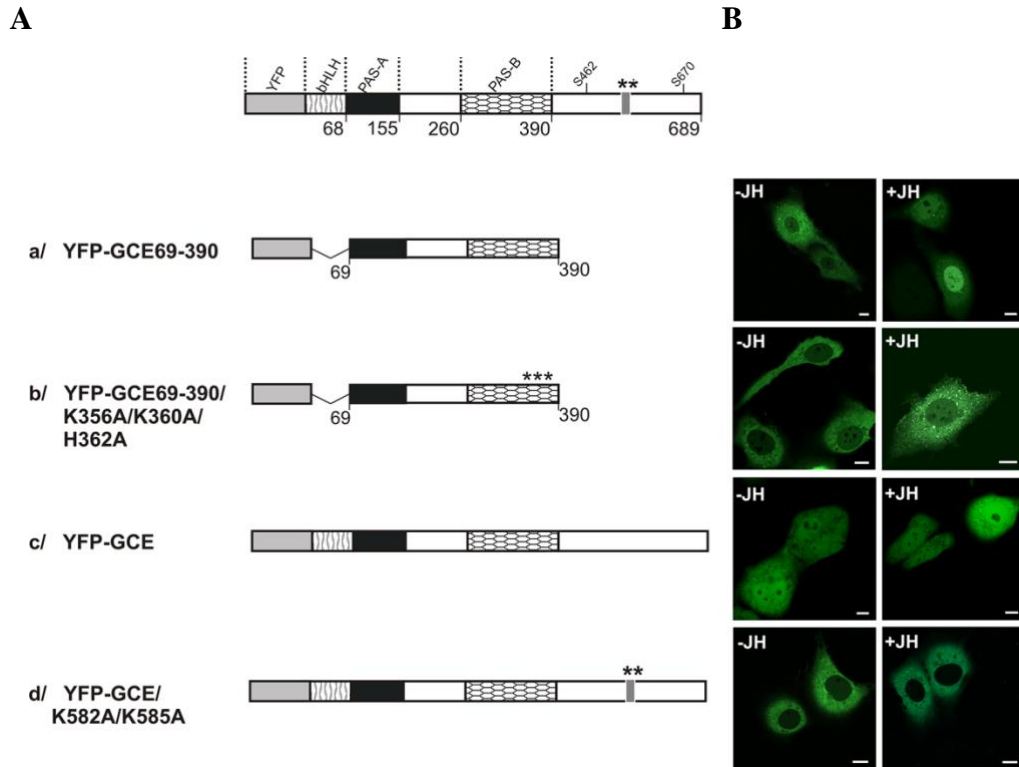 A
B
YFP bHLH PAS-A PAS-B S462 ** S670
68 155 260 390 689
-JH +JH
a/ YFP-GCE69-390
69 390
-JH +JH
b/ YFP-GCE69-390/
K356A/K360A/
H362A
***
69 390
-JH +JH
c/ YFP-GCE
-JH +JH
d/ YFP-GCE/
K582A/K585A
**